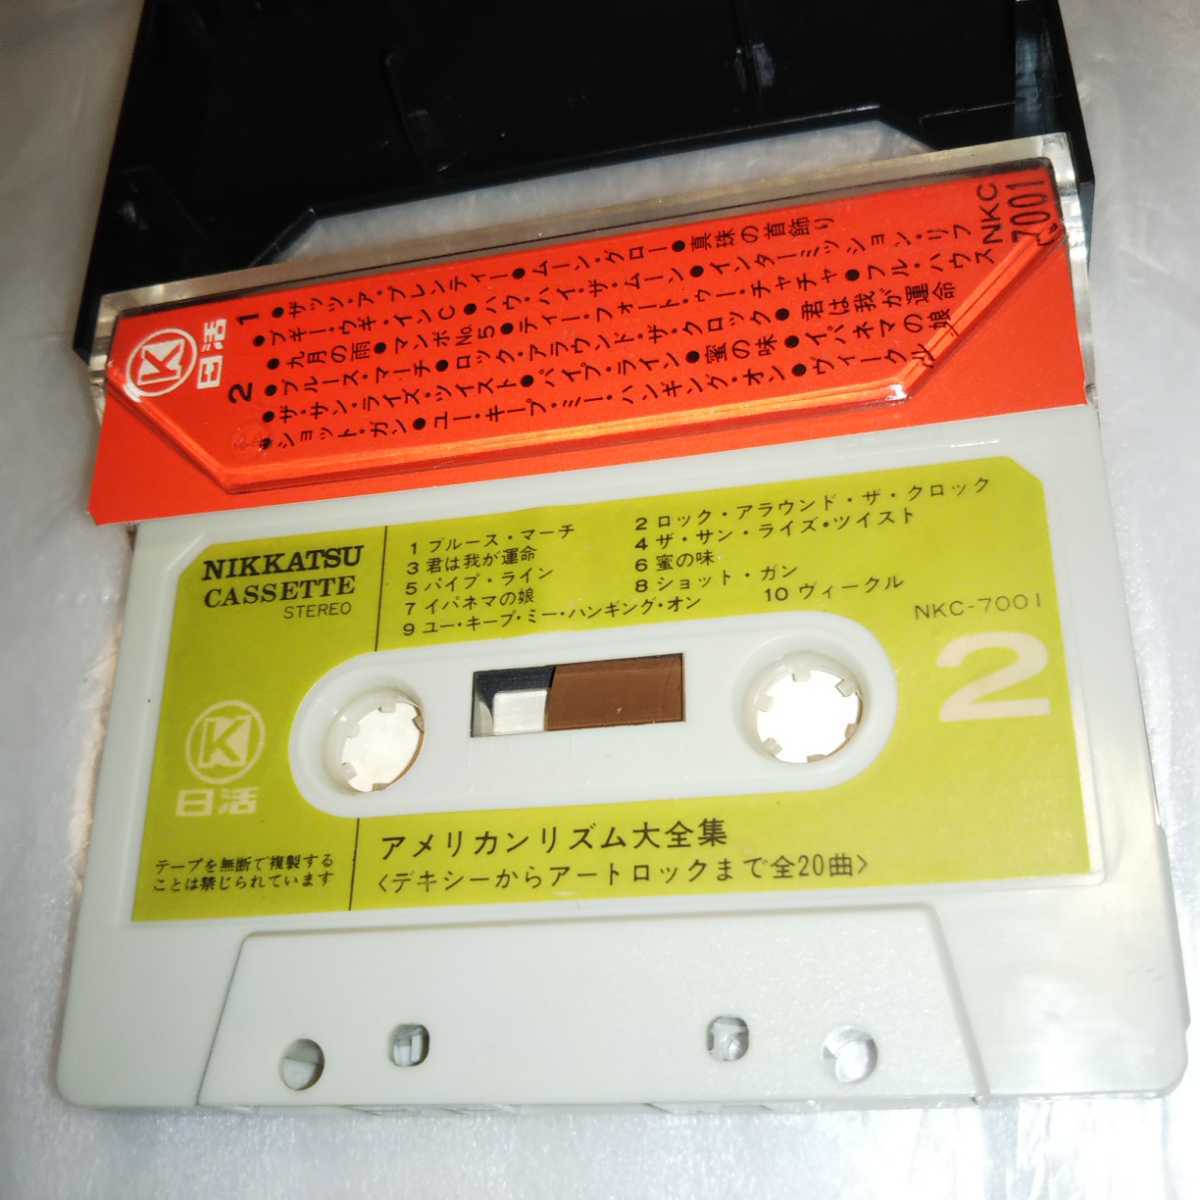 日活
NKC
7001
1
●ザッツ・ア・プレンティー●ムーン・グロー●真珠の首飾り
●ブギー・ウギ・インC●ハウ・ハイ・ザ・ムーン●インターミッション・リフ
●九月の雨●マンボNo.5●ティー・フォート・ウー・チャチャ●フル・ハウス
2
●ブルース・マーチ●ロック・アラウンド・ザ・クロック●君は我が運命
●ザ・サン・ライズ・ツイスト●パイプ・ライン●蜜の味●イパネマの娘
●ショット・ガン●ユー・キープ・ミー・ハンキング・オン●ヴィークル
NIKKATSU
CASSETTE
STEREO
1 ブルース・マーチ
2 ロック・アラウンド・ザ・クロック
3 君は我が運命
4 ザ・サン・ライズ・ツイスト
5 パイプ・ライン
6 蜜の味
7 イパネマの娘
8 ショット・ガン
9 ユー・キープ・ミー・ハンギング・オン
10 ヴィークル
NKC-7001
2
K
日活
テープを無断で複製する
ことは禁じられています
アメリカンリズム大全集
〈デキシーからアートロックまで全20曲〉